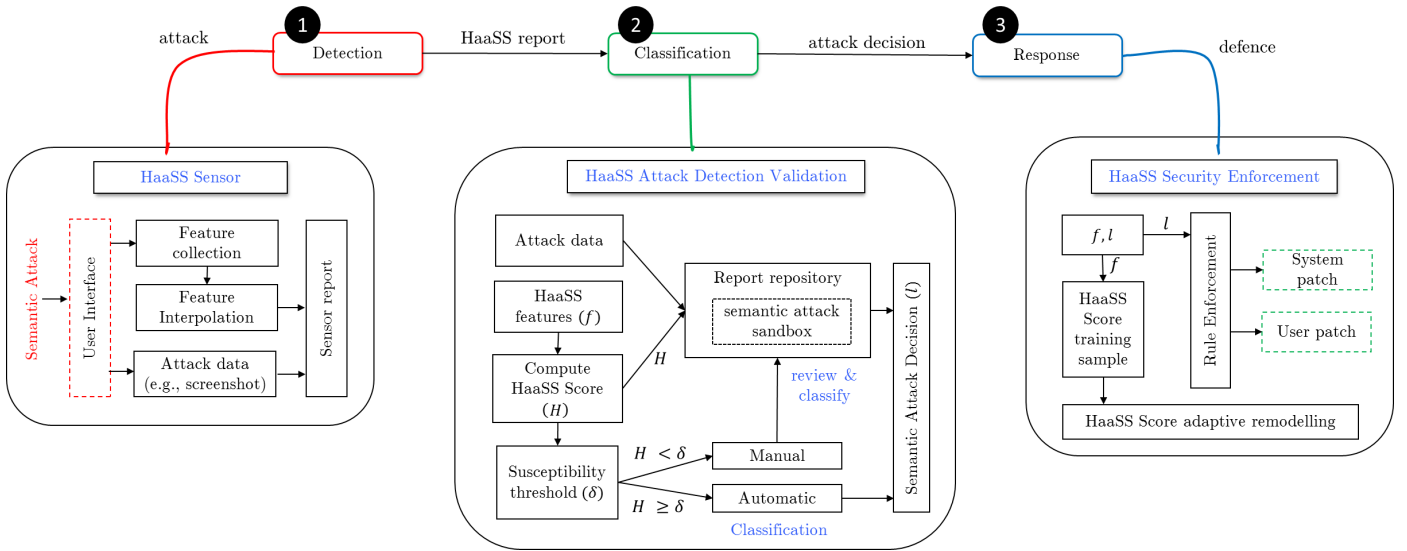 1
2
3
attack
Detection
HaaSS report
Classification
attack decision
Response
defence
HaaSS Sensor
Semantic Attack
User Interface
Feature
collection
Feature
Interpolation
Attack data
(e.g., screenshot)
Sensor report
HaaSS Attack Detection Validation
Attack data
HaaSS
features (f)
Compute
HaaSS Score
(H)
H
Susceptibility
threshold (δ)
Report repository
semantic attack
sandbox
review &
classify
H < δ
Manual
H ≥ δ
Automatic
Classification
Semantic Attack Decision (l)
HaaSS Security Enforcement
f, l
l
f
HaaSS
Score
training
sample
Rule Enforcement
System
patch
User patch
HaaSS Score adaptive remodelling